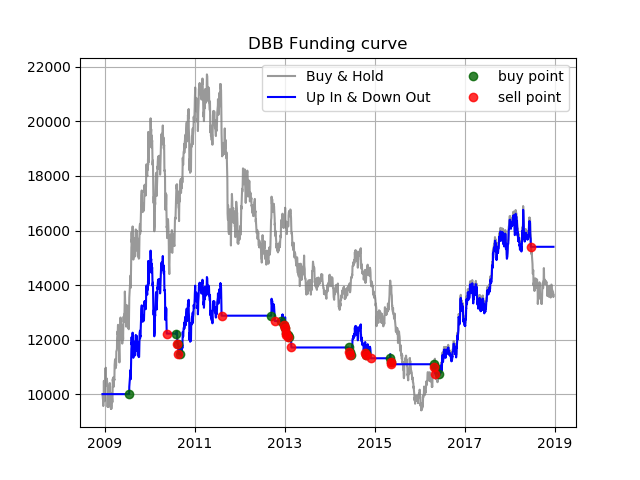 DBB Funding curve
22000
20000
18000
16000
14000
12000
10000
Buy & Hold
Up In & Down Out
buy point
sell point
2009 2011 2013 2015 2017 2019